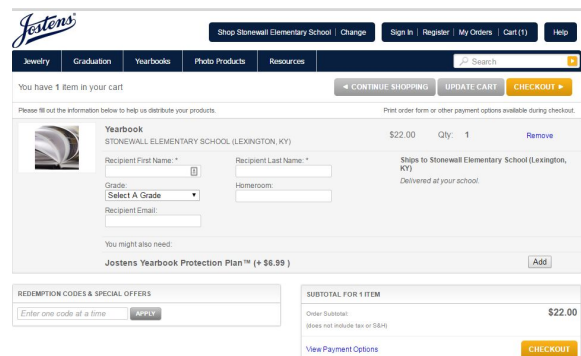 Jostens
Shop Stonewall Elementary School | Change
Sign In | Register | My Orders | Cart (1)
Help
Jewelry
Graduation
Yearbooks
Photo Products
Resources
Search
You have 1 item in your cart
◄ CONTINUE SHOPPING
UPDATE CART
CHECKOUT ►
Please fill out the information below to help us distribute your products.
Print order form or other payment options available during checkout.
Yearbook
STONEWALL ELEMENTARY SCHOOL (LEXINGTON, KY)
$22.00
Qty: 1
Remove
Recipient First Name: *
Recipient Last Name: *
Grade:
Select A Grade
Homeroom:
Recipient Email:
Ships to Stonewall Elementary School (Lexington,
KY)
Delivered at your school.
You might also need:
Jostens Yearbook Protection Plan™ (+ $6.99 )
Add
REDEMPTION CODES & SPECIAL OFFERS
Enter one code at a time
APPLY
SUBTOTAL FOR 1 ITEM
Order Subtotal:
(does not include tax or S&H)
$22.00
View Payment Options
CHECKOUT